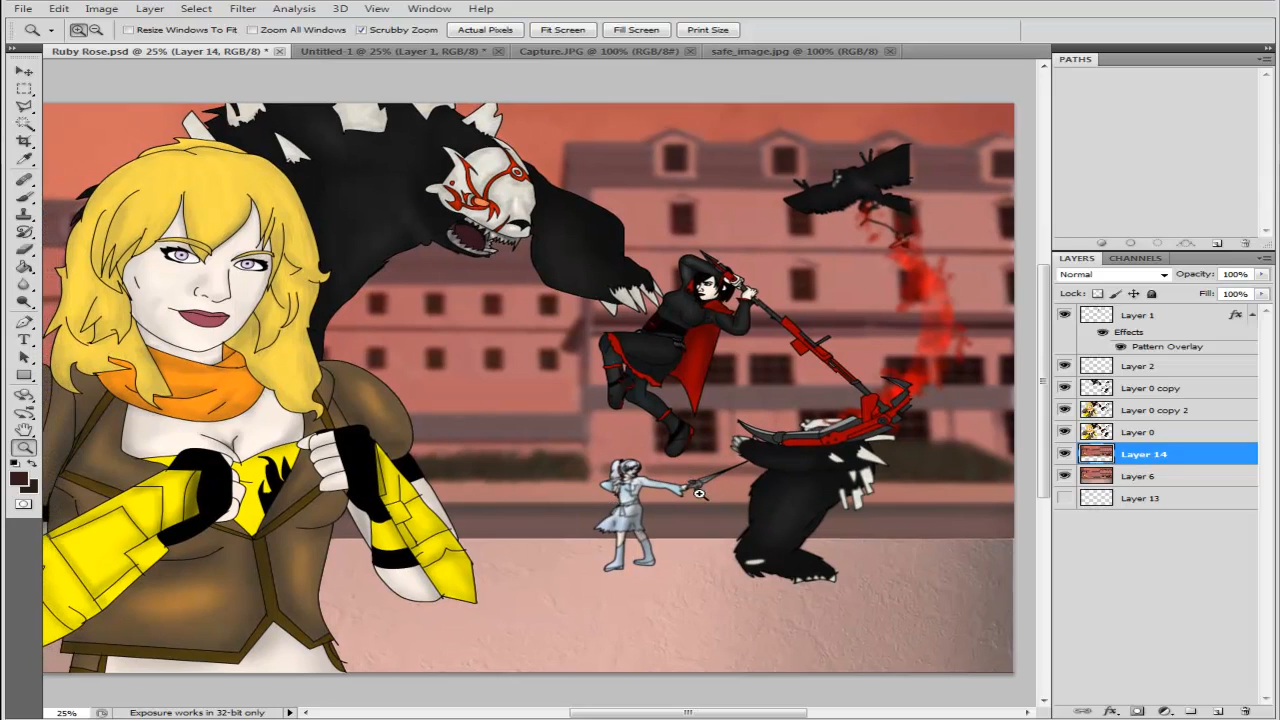 File Edit Image Layer Select Filter Analysis 3D View Window Help
Resize Windows To Fit Zoom All Windows Scrubby Zoom Actual Pixels Fit Screen Fill Screen Print Size
Ruby Rose.psd @ 25% (Layer 14, RGB/8) * Untitled-1 @ 25% (Layer 1, RGB/8) * Capture.JPG @ 100% (RGB/8#) safe_image.jpg @ 100% (RGB/8)
PATHS
LAYERS CHANNELS
Normal Opacity: 100%
Lock: Fill: 100%
Layer 1 fx
Effects
Pattern Overlay
Layer 2
Layer 0 copy
Layer 0 copy 2
Layer 0
Layer 14
Layer 6
Layer 13
25% Exposure works in 32-bit only